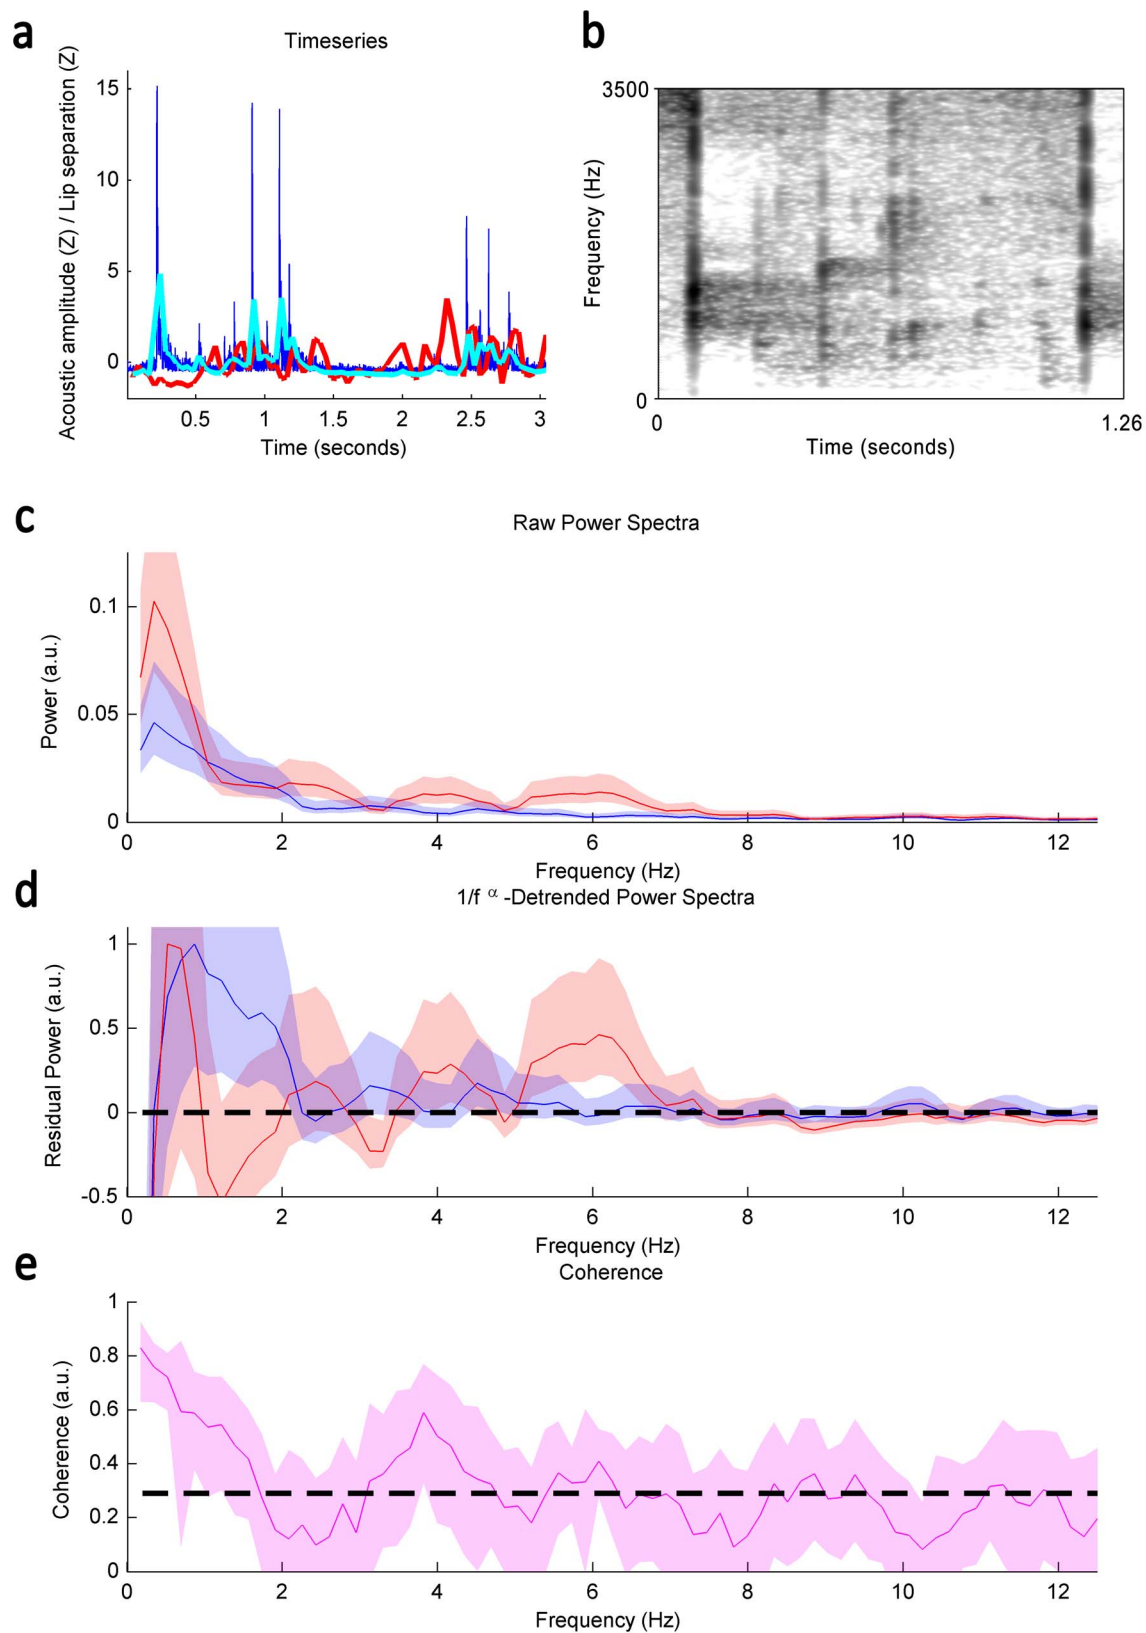 a
Timeseries
Acoustic amplitude (Z) / Lip separation (Z)
15
10
5
0
0.5 1 1.5 2 2.5 3
Time (seconds)
b
3500
Frequency (Hz)
0
0 1.26
Time (seconds)
c
Raw Power Spectra
Power (a.u.)
0.1
0.05
0
0 2 4 6 8 10 12
Frequency (Hz)
d
1/f α -Detrended Power Spectra
Residual Power (a.u.)
1
0.5
0
-0.5
0 2 4 6 8 10 12
Frequency (Hz)
e
Coherence
Coherence (a.u.)
1
0.8
0.6
0.4
0.2
0
0 2 4 6 8 10 12
Frequency (Hz)